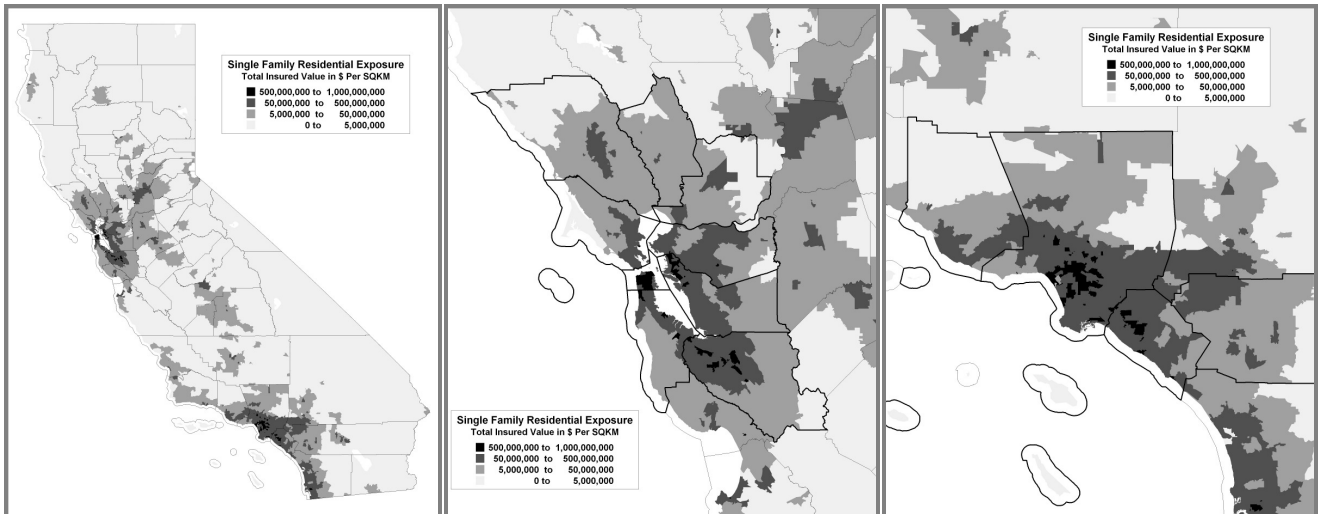 Single Family Residential Exposure
Total Insured Value in $ Per SQKM
500,000,000 to 1,000,000,000
50,000,000 to 500,000,000
5,000,000 to 50,000,000
0 to 5,000,000
Single Family Residential Exposure
Total Insured Value in $ Per SQKM
500,000,000 to 1,000,000,000
50,000,000 to 500,000,000
5,000,000 to 50,000,000
0 to 5,000,000
Single Family Residential Exposure
Total Insured Value in $ Per SQKM
500,000,000 to 1,000,000,000
50,000,000 to 500,000,000
5,000,000 to 50,000,000
0 to 5,000,000